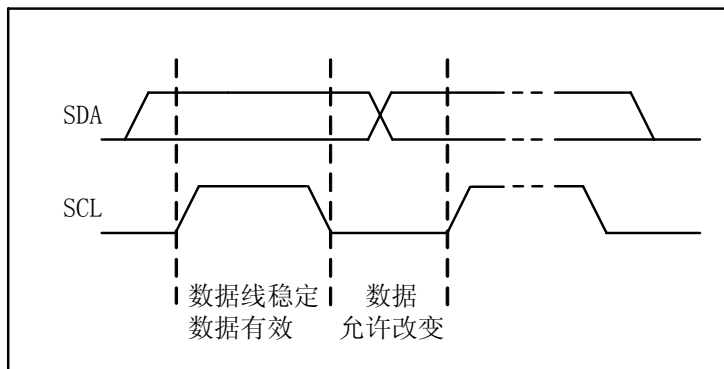 SDA
SCL
数据线稳定
数据有效
数据
允许改变